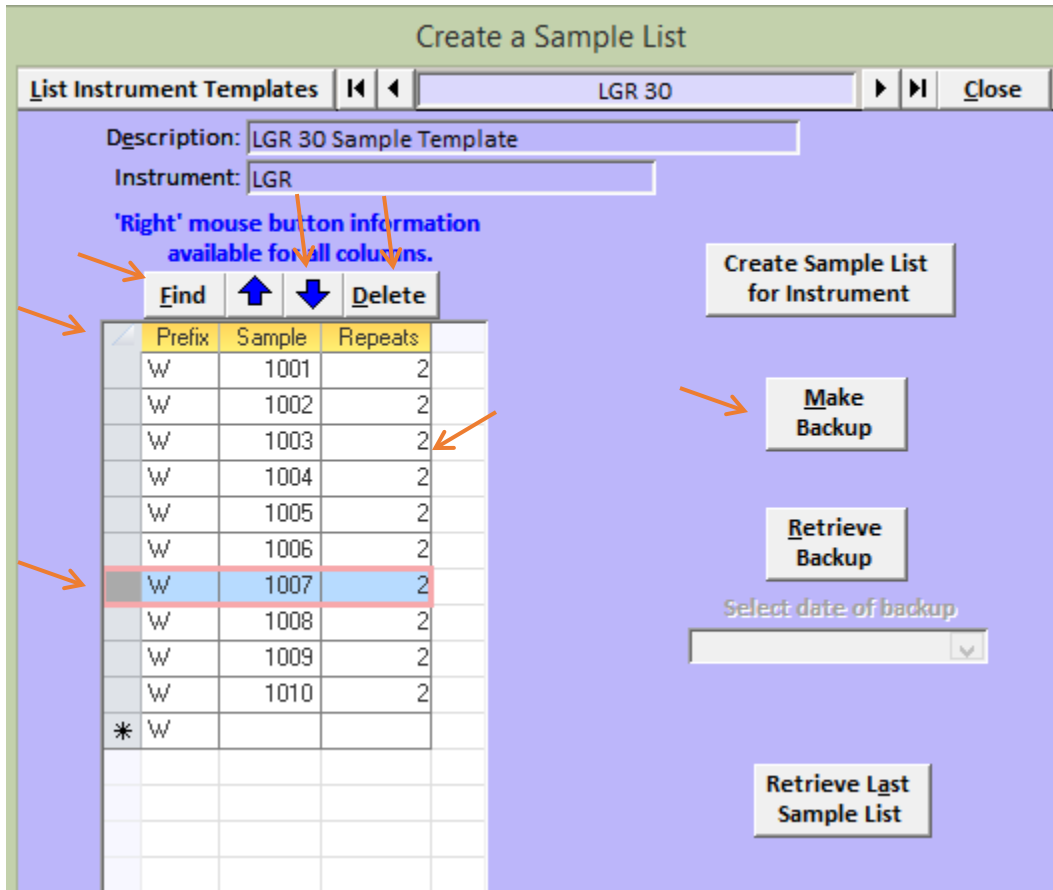 Create a Sample List
List Instrument Templates LGR 30 Close
Description: LGR 30 Sample Template
Instrument: LGR
'Right' mouse button information
available for all columns.
Find Delete
Create Sample List
for Instrument
Prefix Sample Repeats
W 1001 2
W 1002 2
W 1003 2
W 1004 2
W 1005 2
W 1006 2
W 1007 2
W 1008 2
W 1009 2
W 1010 2
* W
Make
Backup
Retrieve
Backup
Select date of backup
Retrieve Last
Sample List